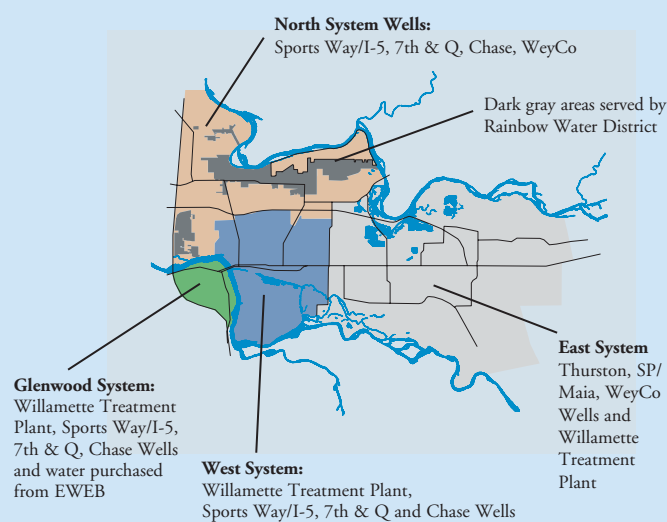 North System Wells:
Sports Way/I-5, 7th & Q, Chase, WeyCo
Dark gray areas served by
Rainbow Water District
East System
Thurston, SP/
Maia, WeyCo
Wells and
Willamette
Treatment
Plant
Glenwood System:
Willamette Treatment
Plant, Sports Way/I-5,
7th & Q, Chase Wells
and water purchased
from EWEB
West System:
Willamette Treatment Plant,
Sports Way/I-5, 7th & Q and Chase Wells